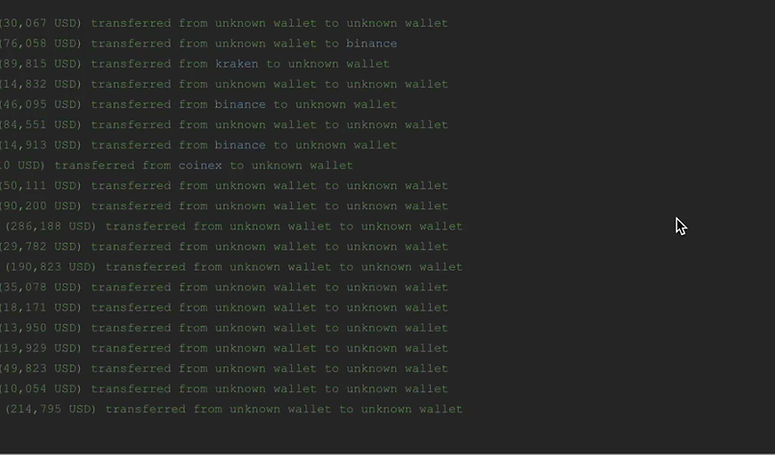 (30,067 USD) transferred from unknown wallet to unknown wallet
(76,058 USD) transferred from unknown wallet to binance
(89,815 USD) transferred from kraken to unknown wallet
(14,832 USD) transferred from unknown wallet to unknown wallet
(46,095 USD) transferred from binance to unknown wallet
(84,551 USD) transferred from unknown wallet to unknown wallet
(14,913 USD) transferred from binance to unknown wallet
0 USD) transferred from coinex to unknown wallet
(50,111 USD) transferred from unknown wallet to unknown wallet
(90,200 USD) transferred from unknown wallet to unknown wallet
(286,188 USD) transferred from unknown wallet to unknown wallet
(29,782 USD) transferred from unknown wallet to unknown wallet
(190,823 USD) transferred from unknown wallet to unknown wallet
(35,078 USD) transferred from unknown wallet to unknown wallet
(18,171 USD) transferred from unknown wallet to unknown wallet
(13,950 USD) transferred from unknown wallet to unknown wallet
(19,929 USD) transferred from unknown wallet to unknown wallet
(49,823 USD) transferred from unknown wallet to unknown wallet
(10,054 USD) transferred from unknown wallet to unknown wallet
(214,795 USD) transferred from unknown wallet to unknown wallet